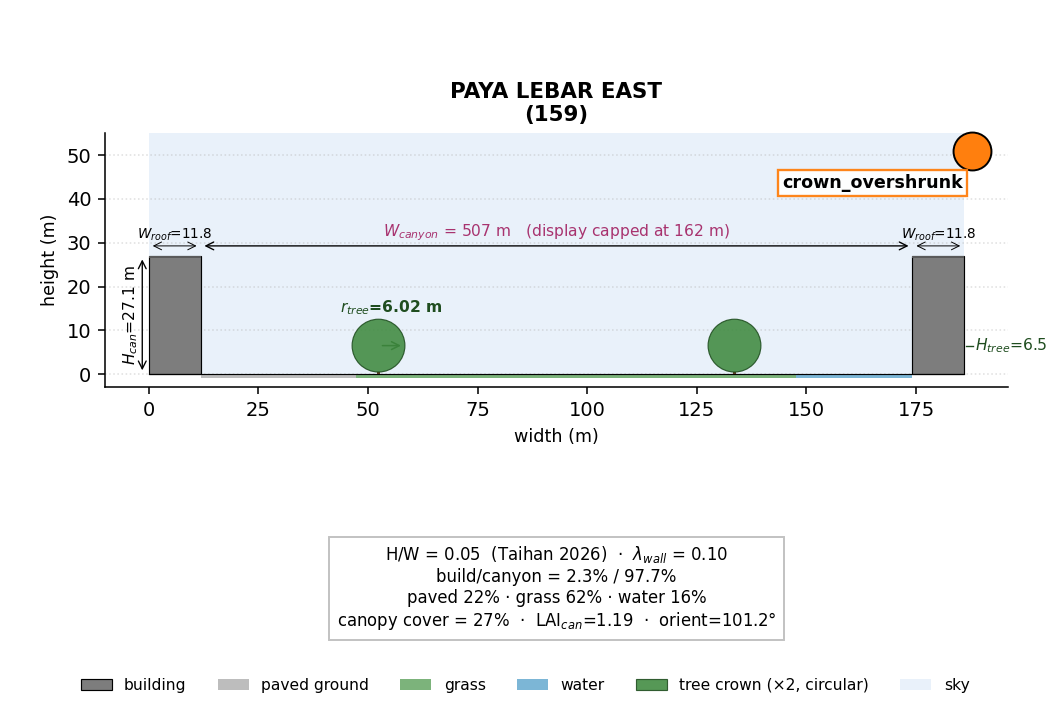 PAYA LEBAR EAST
(159)
crown_overshrunk
W_roof=11.8
W_canyon = 507 m   (display capped at 162 m)
W_roof=11.8
H_can=27.1 m
r_tree=6.02 m
H_tree=6.5
height (m)
50
40
30
20
10
0
0 25 50 75 100 125 150 175
width (m)
H/W = 0.05  (Taihan 2026)  ·  λ_wall = 0.10
build/canyon = 2.3% / 97.7%
paved 22% · grass 62% · water 16%
canopy cover = 27%  ·  LAI_can=1.19  ·  orient=101.2°
building paved ground grass water tree crown (×2, circular) sky